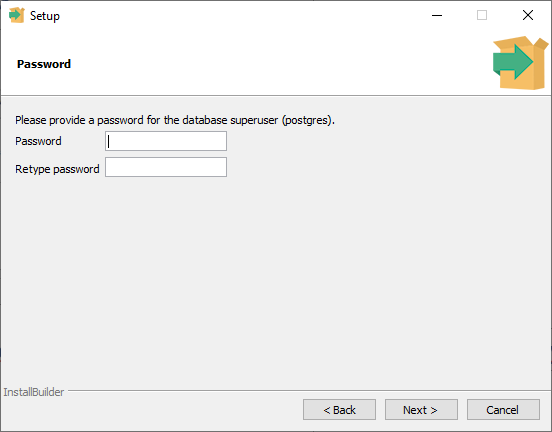 Setup
Password
Please provide a password for the database superuser (postgres).
Password
Retype password
InstallBuilder
< Back
Next >
Cancel